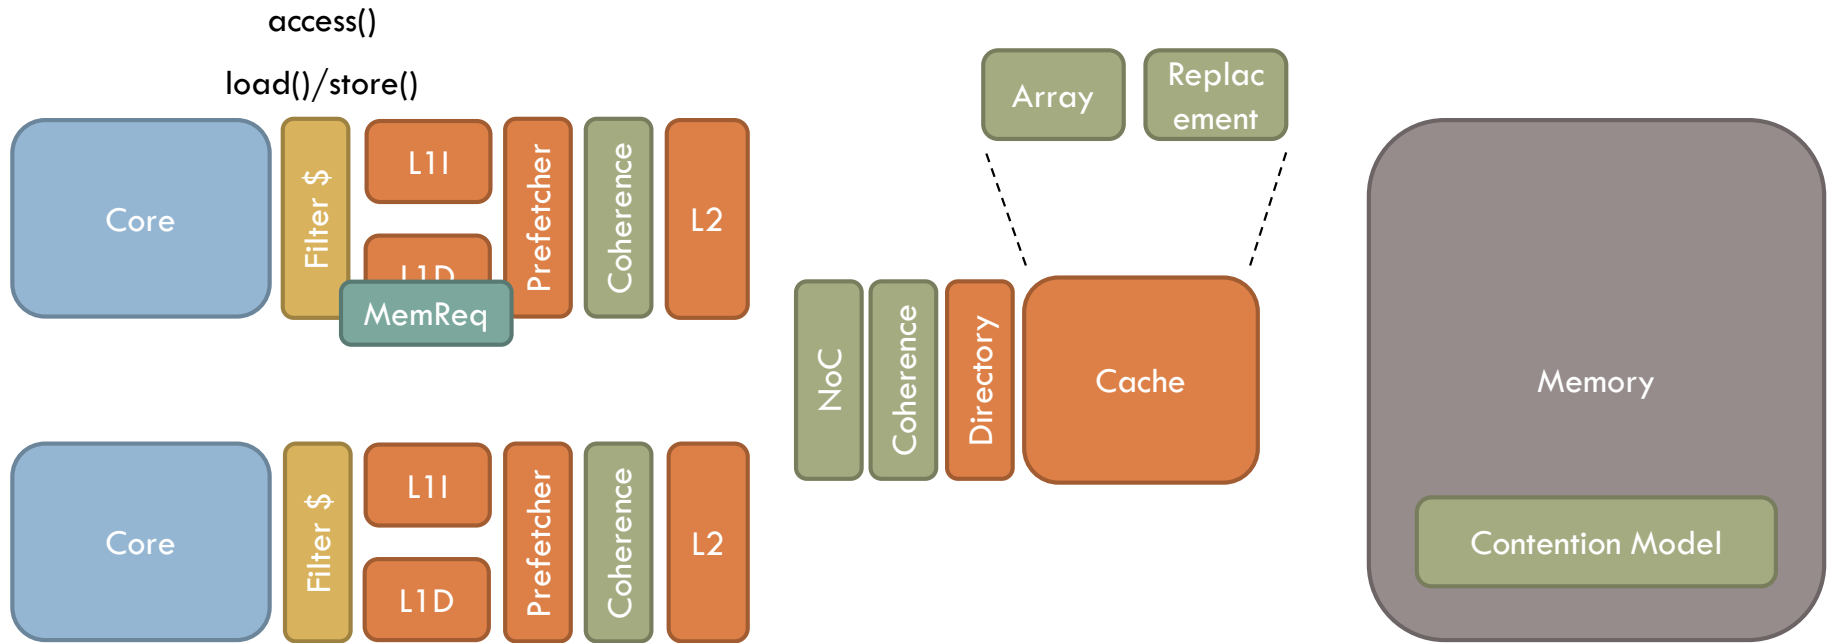 access()
load()/store()
Core
Filter $
L1I
L1D
MemReq
Prefetcher
Coherence
L2
Core
Filter $
L1I
L1D
Prefetcher
Coherence
L2
NoC
Coherence
Directory
Cache
Array
Replac
ement
Memory
Contention Model